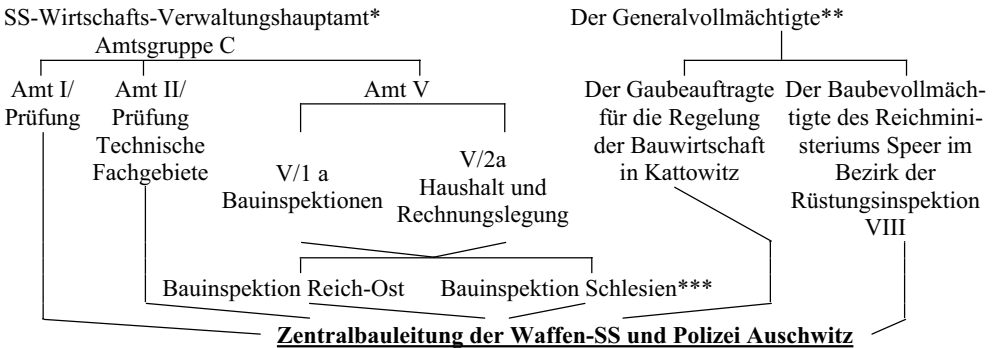 SS-Wirtschafts-Verwaltungshauptamt*
Amtsgruppe C
Der Generalvollmächtigte**
Amt I/
Prüfung
Amt II/
Prüfung
Technische
Fachgebiete
Amt V
V/1 a
Bauinspektionen
V/2a
Haushalt und
Rechnungslegung
Der Gaubeauftragte
für die Regelung
der Bauwirtschaft
in Kattowitz
Der Baubevollmäch-
tigte des Reichmini-
steriums Speer im
Bezirk der
Rüstungsinspektion
VIII
Bauinspektion Reich-Ost
Bauinspektion Schlesien***
Zentralbauleitung der Waffen-SS und Polizei Auschwitz